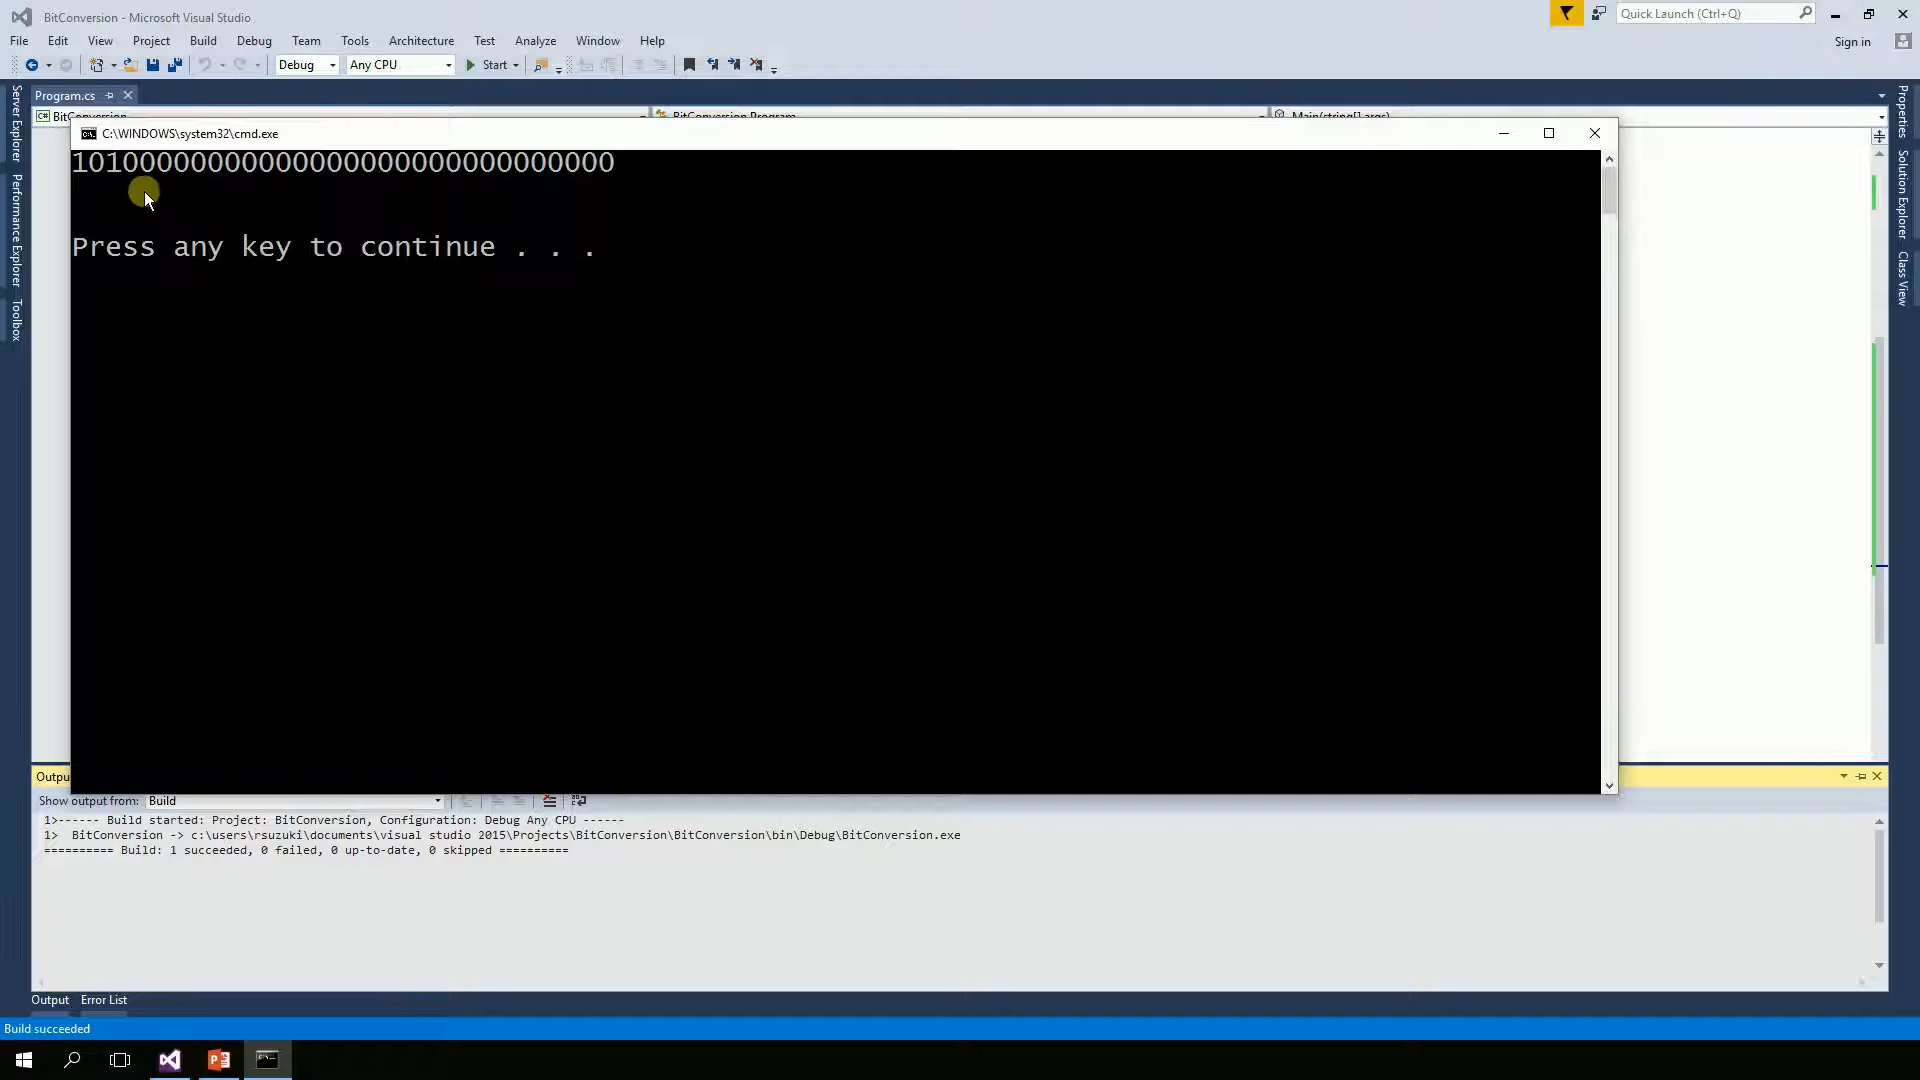 BitConversion - Microsoft Visual Studio
Quick Launch (Ctrl+Q)
File Edit View Project Build Debug Team Tools Architecture Test Analyze Window Help
Sign in
Debug Any CPU Start
Program.cs
BitConversion BitConversion.Program Main(string[] args)
Server Explorer
Performance Explorer
Toolbox
C:\WINDOWS\system32\cmd.exe
10100000000000000000000000000000
Press any key to continue . . .
Properties
Solution Explorer
Class View
Outpu
Show output from: Build
1>------ Build started: Project: BitConversion, Configuration: Debug Any CPU ------
1>  BitConversion -> c:\users\rsuzuki\documents\visual studio 2015\Projects\BitConversion\BitConversion\bin\Debug\BitConversion.exe
========== Build: 1 succeeded, 0 failed, 0 up-to-date, 0 skipped ==========
Output Error List
Build succeeded